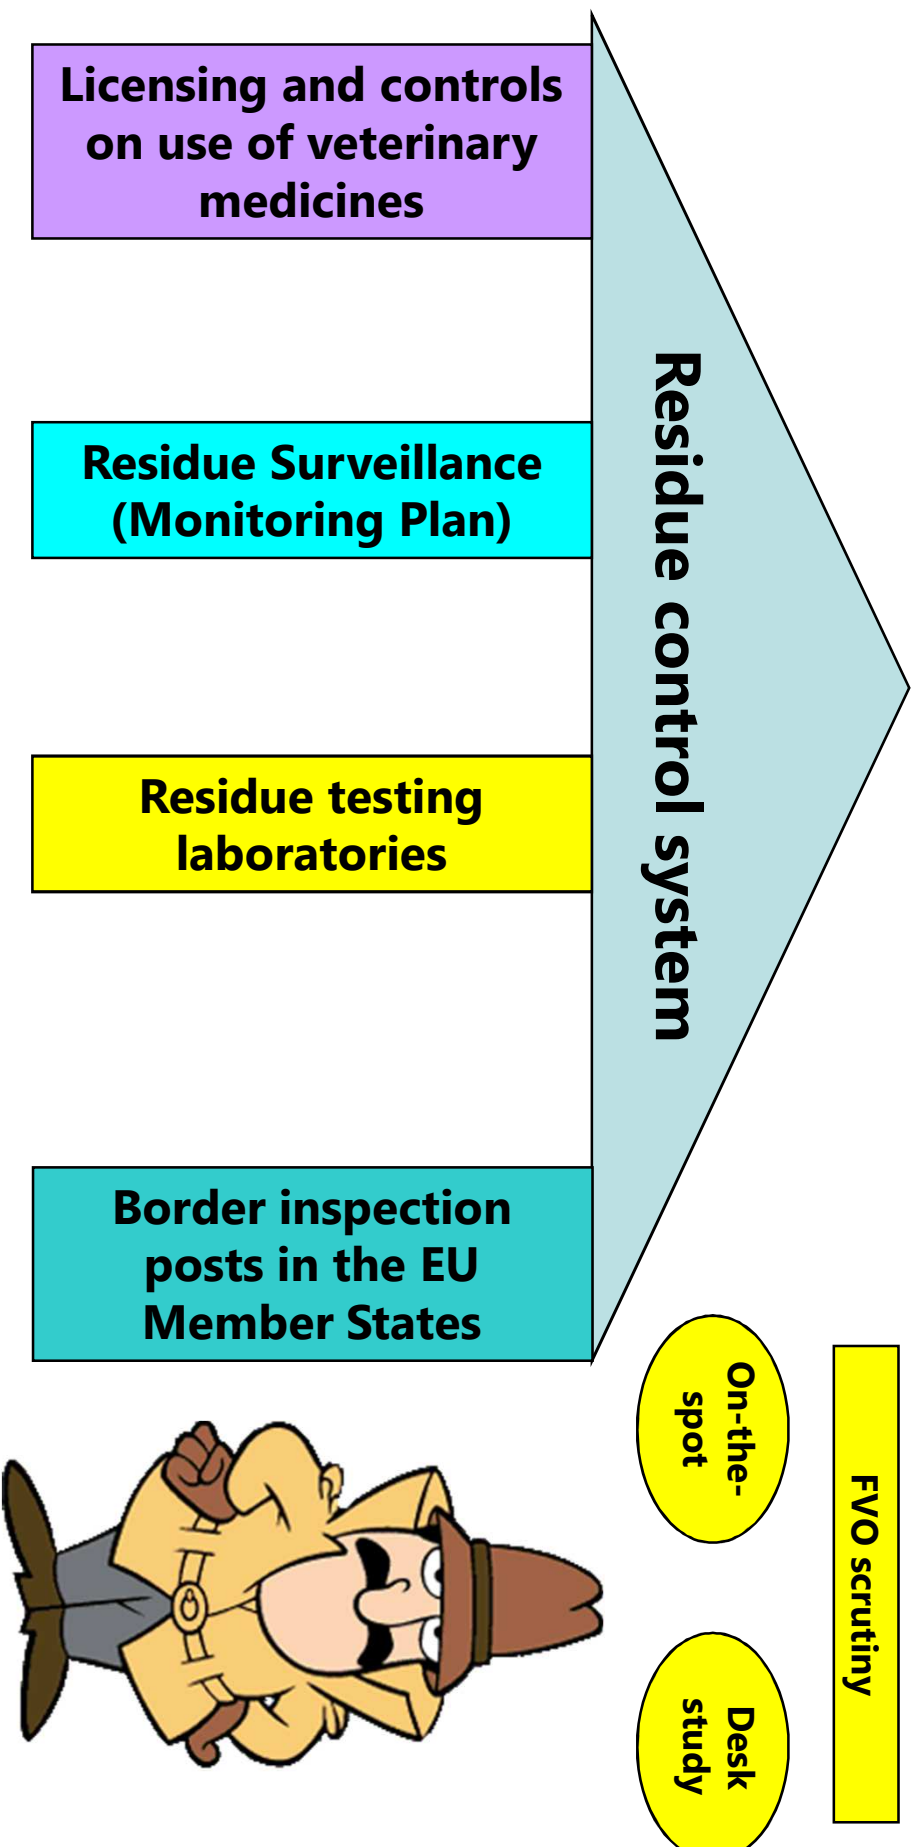 Licensing and controls
on use of veterinary
medicines
Residue control system
Residue Surveillance
(Monitoring Plan)
Residue testing
laboratories
Border inspection
posts in the EU
Member States
FVO scrutiny
On-the-
spot
Desk
study